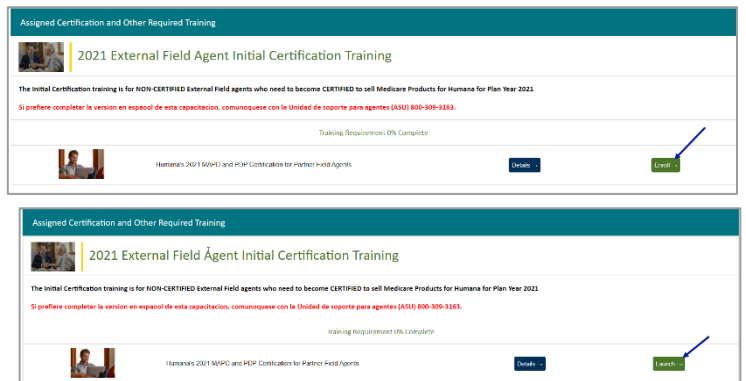 Assigned Certification and Other Required Training
2021 External Field Agent Initial Certification Training
The Initial Certification training is for NON-CERTIFIED External Field agents who need to become CERTIFIED to sell Medicare Products for Humana for Plan Year 2021
Si prefiere completar la version en espaool de esta capacitacion, comunoquese con la Unidad de soporte para agentes (ASU) 800-309-3163.
Training Requirement 0% Complete
Humana's 2021 MAPD and PDP Certification for Partner Field Agents Details → Enroll →
Assigned Certification and Other Required Training
2021 External Field Agent Initial Certification Training
The Initial Certification training is for NON-CERTIFIED External Field agents who need to become CERTIFIED to sell Medicare Products for Humana for Plan Year 2021
Si prefiere completar la version en espaool de esta capacitacion, comunoquese con la Unidad de soporte para agentes (ASU) 800-309-3163.
Training Requirement 0% Complete
Humana's 2021 MAPD and PDP Certification for Partner Field Agents Details → Launch →